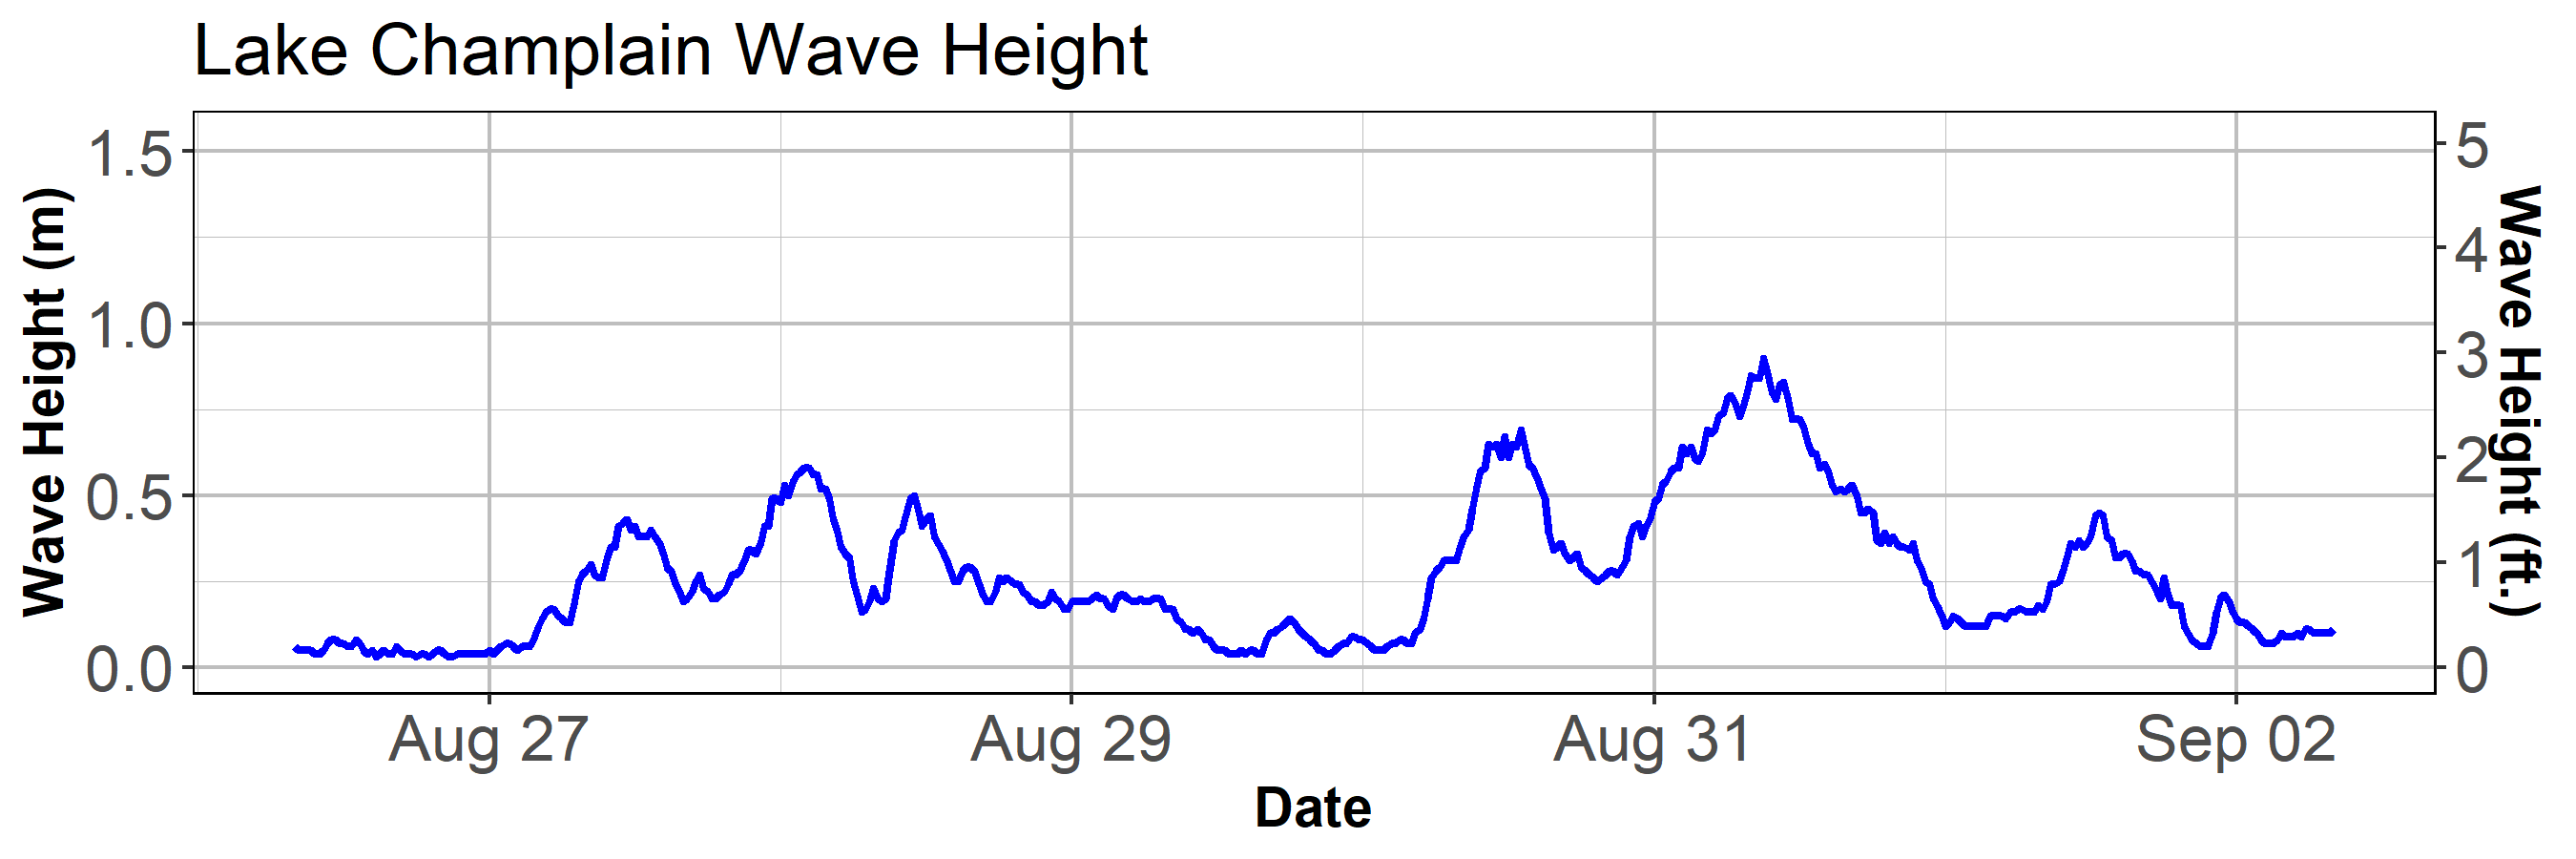 Lake Champlain Wave Height
Wave Height (m)
1.5
1.0
0.5
0.0
5
4
3
2
1
0
Wave Height (ft.)
Aug 27
Aug 29
Aug 31
Sep 02
Date